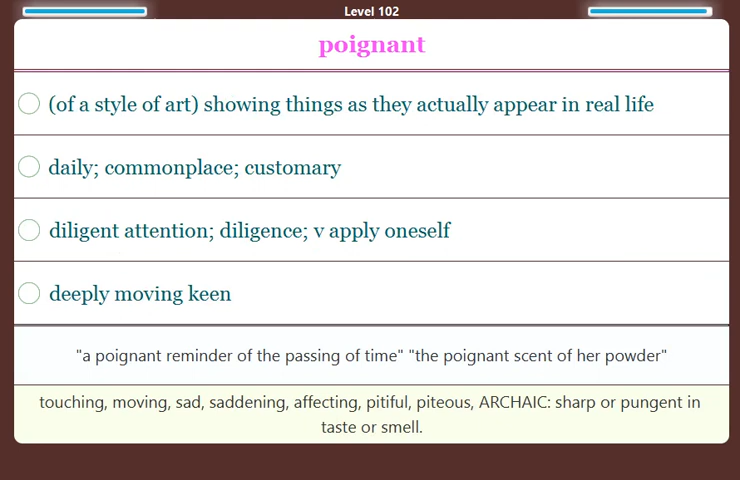 Level 102
poignant
(of a style of art) showing things as they actually appear in real life
daily; commonplace; customary
diligent attention; diligence; v apply oneself
deeply moving keen
"a poignant reminder of the passing of time" "the poignant scent of her powder"
touching, moving, sad, saddening, affecting, pitiful, piteous, ARCHAIC: sharp or pungent in
taste or smell.